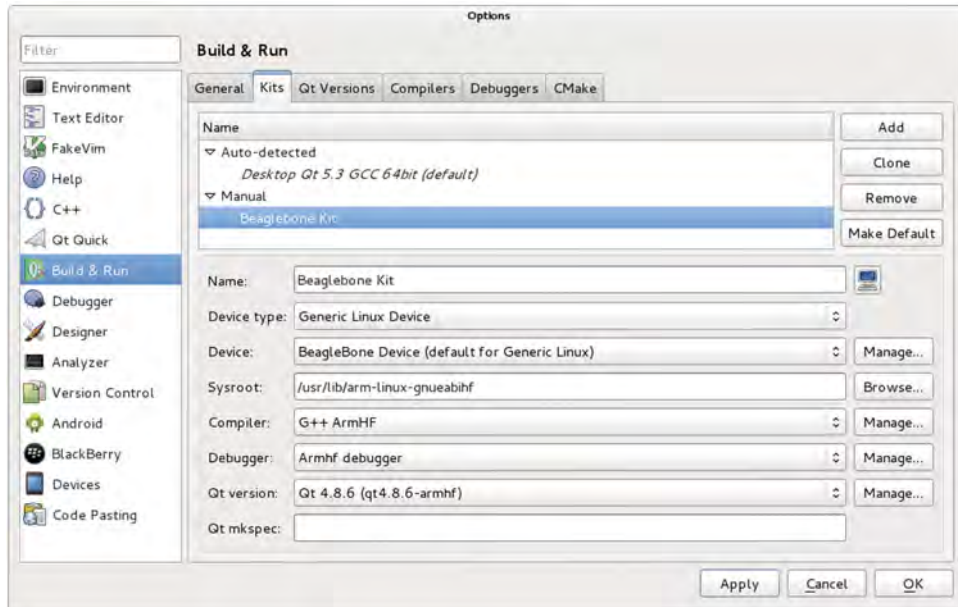 Options
Filter
Build & Run
Environment
Text Editor
FakeVim
Help
C++
Qt Quick
Build & Run
Debugger
Designer
Analyzer
Version Control
Android
BlackBerry
Devices
Code Pasting
General Kits Qt Versions Compilers Debuggers CMake
Name
Auto-detected
Desktop Qt 5.3 GCC 64bit (default)
Manual
Beaglebone Kit
Add
Clone
Remove
Make Default
Name: Beaglebone Kit
Device type: Generic Linux Device
Device: BeagleBone Device (default for Generic Linux) Manage...
Sysroot: /usr/lib/arm-linux-gnueabihf Browse...
Compiler: G++ ArmHF Manage...
Debugger: Armhf debugger Manage...
Qt version: Qt 4.8.6 (qt4.8.6-armhf) Manage...
Qt mkspec:
Apply Cancel OK